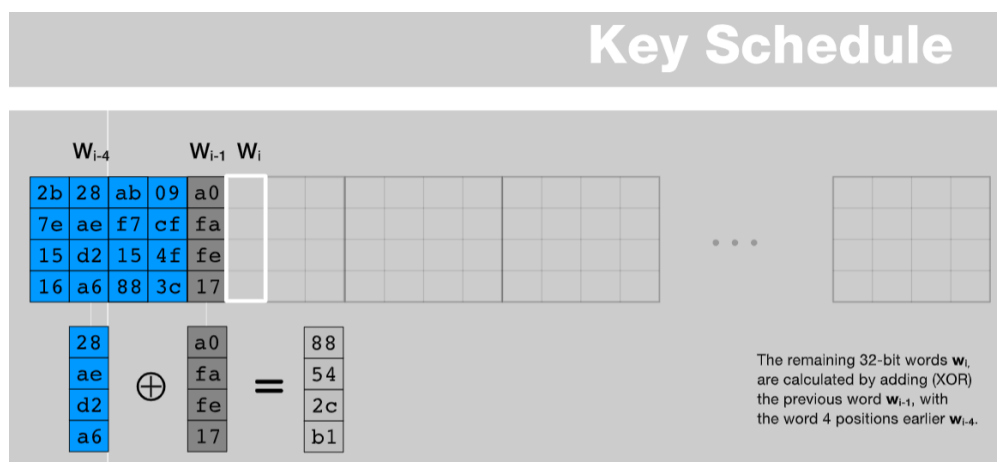 Key Schedule
Wi-4 Wi-1 Wi
2b 28 ab 09 a0
7e ae f7 cf fa
15 d2 15 4f fe
16 a6 88 3c 17
...
28 a0 88
ae ⊕ fa = 54
d2 fe 2c
a6 17 b1
The remaining 32-bit words wi,
are calculated by adding (XOR)
the previous word wi-1, with
the word 4 positions earlier wi-4.